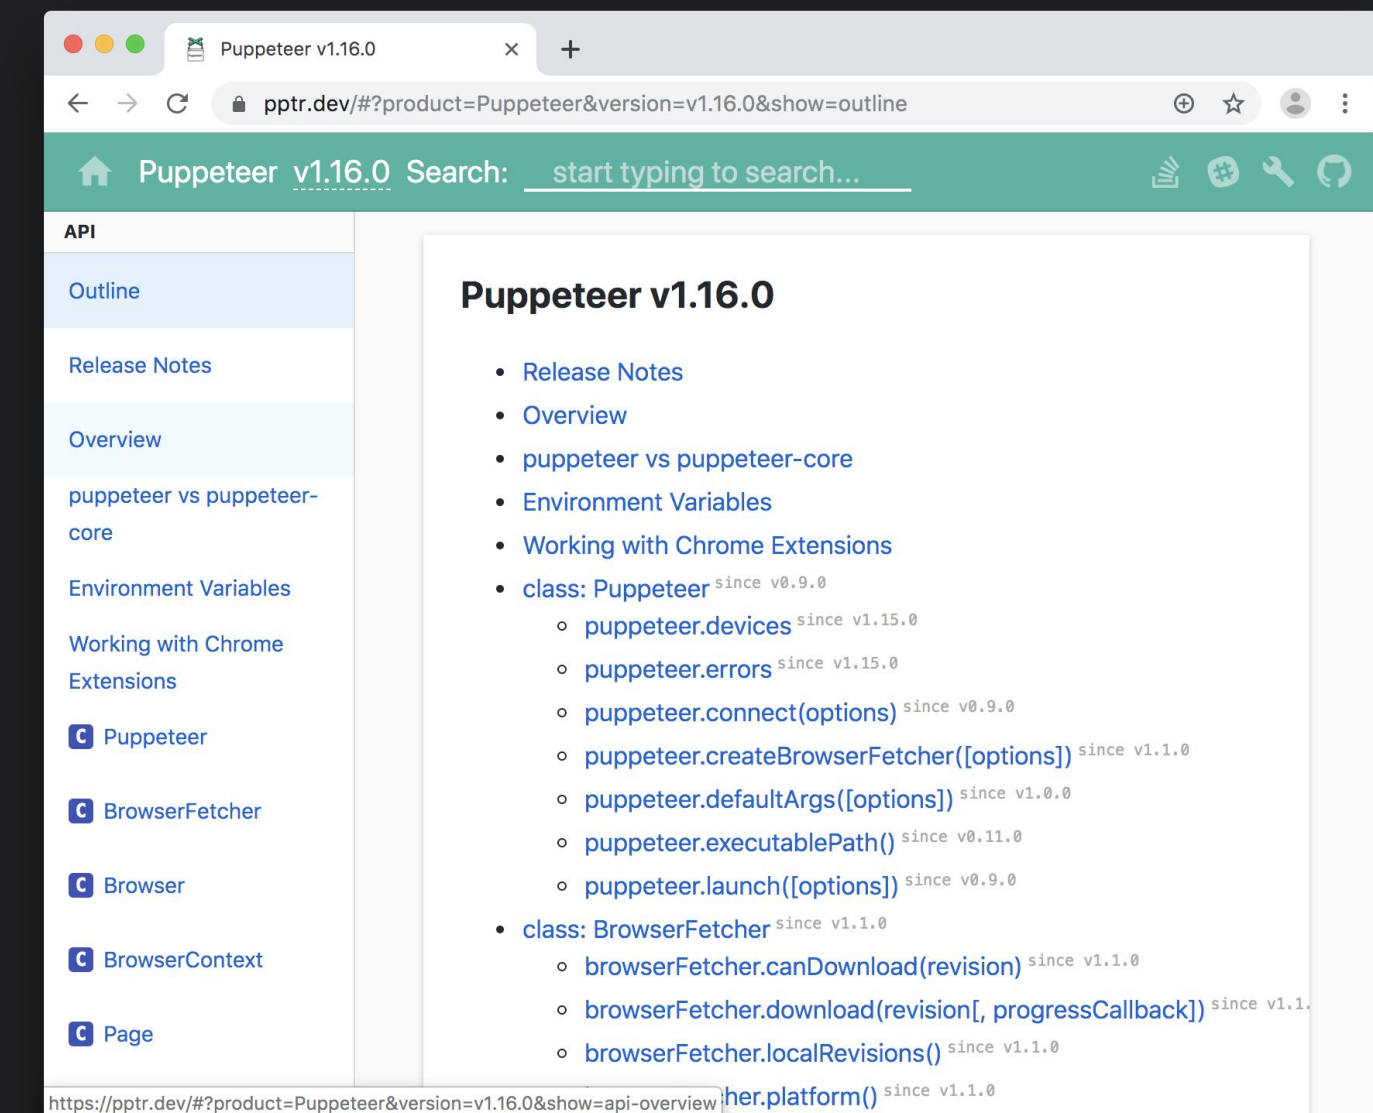 Puppeteer v1.16.0
pptr.dev/#?product=Puppeteer&version=v1.16.0&show=outline
Puppeteer v1.16.0 Search: start typing to search...
API
Outline
Release Notes
Overview
puppeteer vs puppeteer-
core
Environment Variables
Working with Chrome
Extensions
C Puppeteer
C BrowserFetcher
C Browser
C BrowserContext
C Page
Puppeteer v1.16.0
Release Notes
Overview
puppeteer vs puppeteer-core
Environment Variables
Working with Chrome Extensions
class: Puppeteer since v0.9.0
puppeteer.devices since v1.15.0
puppeteer.errors since v1.15.0
puppeteer.connect(options) since v0.9.0
puppeteer.createBrowserFetcher([options]) since v1.1.0
puppeteer.defaultArgs([options]) since v1.0.0
puppeteer.executablePath() since v0.11.0
puppeteer.launch([options]) since v0.9.0
class: BrowserFetcher since v1.1.0
browserFetcher.canDownload(revision) since v1.1.0
browserFetcher.download(revision[, progressCallback]) since v1.1.
browserFetcher.localRevisions() since v1.1.0
her.platform() since v1.1.0
https://pptr.dev/#?product=Puppeteer&version=v1.16.0&show=api-overview